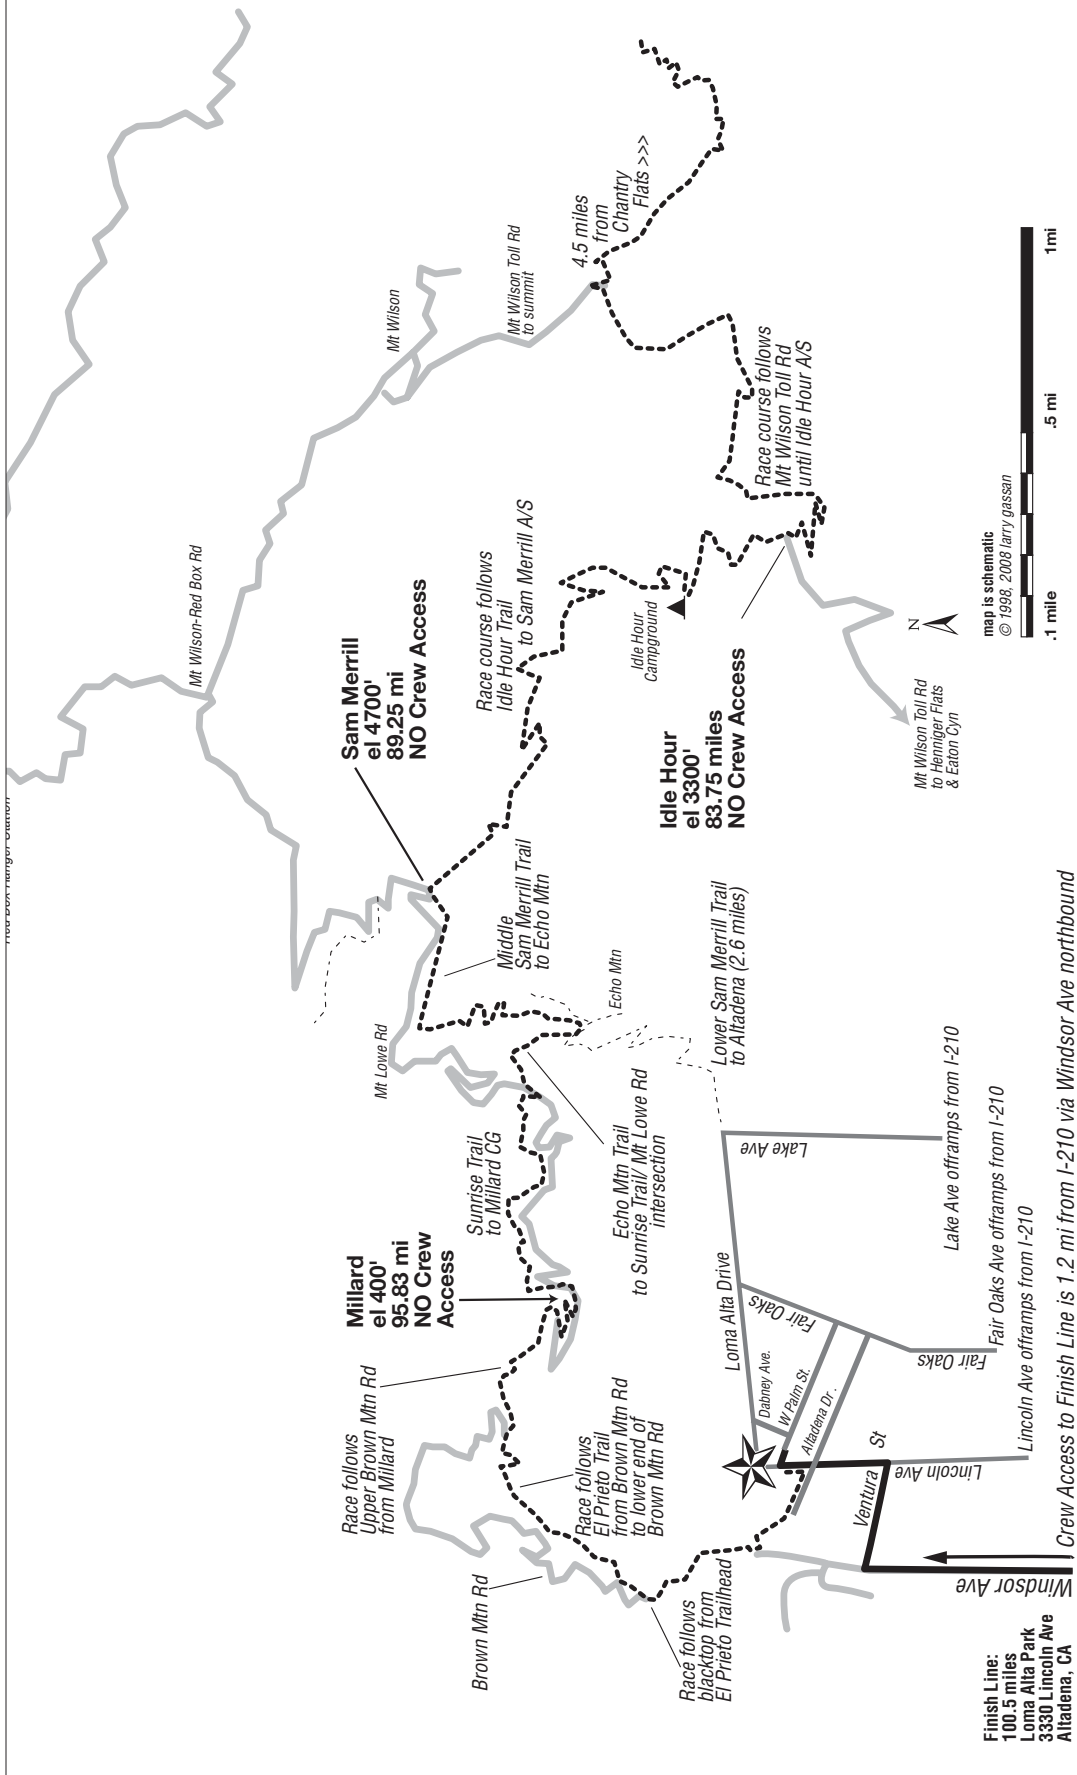 Red Box Ranger Station
Mt Wilson-Red Box Rd
Mt Wilson
Mt Wilson Toll Rd
to summit
4.5 miles
from
Chantry
Flats >>>
Race course follows
Mt Wilson Toll Rd
until Idle Hour A/S
Sam Merrill
el 4700'
89.25 mi
NO Crew Access
Race course follows
Idle Hour Trail
to Sam Merrill A/S
Idle Hour
Campground
Idle Hour
el 3300'
83.75 miles
NO Crew Access
Mt Wilson Toll Rd
to Henniger Flats
& Eaton Cyn
N
map is schematic
© 1998, 2008 larry gassan
.1 mile
.5 mi
1mi
Middle
Sam Merrill Trail
to Echo Mtn
Mt Lowe Rd
Echo Mtn
Lower Sam Merrill Trail
to Altadena (2.6 miles)
Sunrise Trail
to Millard CG
Echo Mtn Trail
to Sunrise Trail/ Mt Lowe Rd
intersection
Millard
el 400'
95.83 mi
NO Crew
Access
Race follows
Upper Brown Mtn Rd
from Millard
Race follows
El Prieto Trail
from Brown Mtn Rd
to lower end of
Brown Mtn Rd
Brown Mtn Rd
Race follows
blacktop from
El Prieto Trailhead
Loma Alta Drive
Lake Ave
Fair Oaks
Dabney Ave.
W Palm St.
Altadena Dr .
Fair Oaks
Ventura St
Lincoln Ave
Windsor Ave
Lake Ave offramps from I-210
Fair Oaks Ave offramps from I-210
Lincoln Ave offramps from I-210
Crew Access to Finish Line is 1.2 mi from I-210 via Windsor Ave northbound
Finish Line:
100.5 miles
Loma Alta Park
3330 Lincoln Ave
Altadena, CA